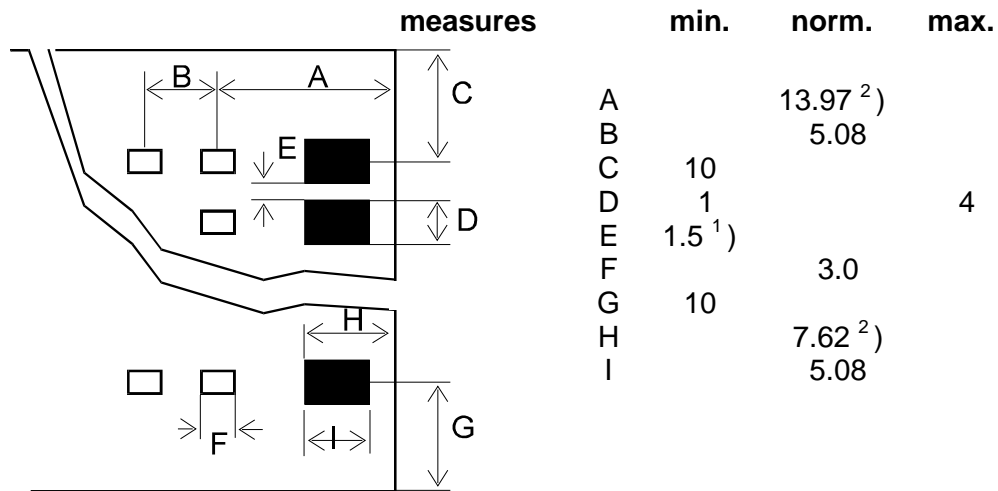 measures min. norm. max.
B A C
E
D
H
F I G
A 13.97 ²)
B 5.08
C 10
D 1 4
E 1.5 ¹)
F 3.0
G 10
H 7.62 ²)
I 5.08